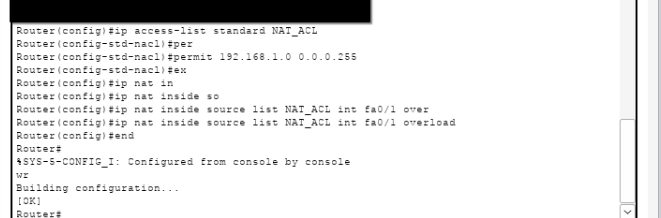 Router(config)#ip access-list standard NAT_ACL
Router(config-std-nacl)#per
Router(config-std-nacl)#permit 192.168.1.0 0.0.0.255
Router(config-std-nacl)#ex
Router(config)#ip nat in
Router(config)#ip nat inside so
Router(config)#ip nat inside source list NAT_ACL int fa0/1 over
Router(config)#ip nat inside source list NAT_ACL int fa0/1 overload
Router(config)#end
Router#
%SYS-5-CONFIG_I: Configured from console by console
wr
Building configuration...
[OK]
Router#